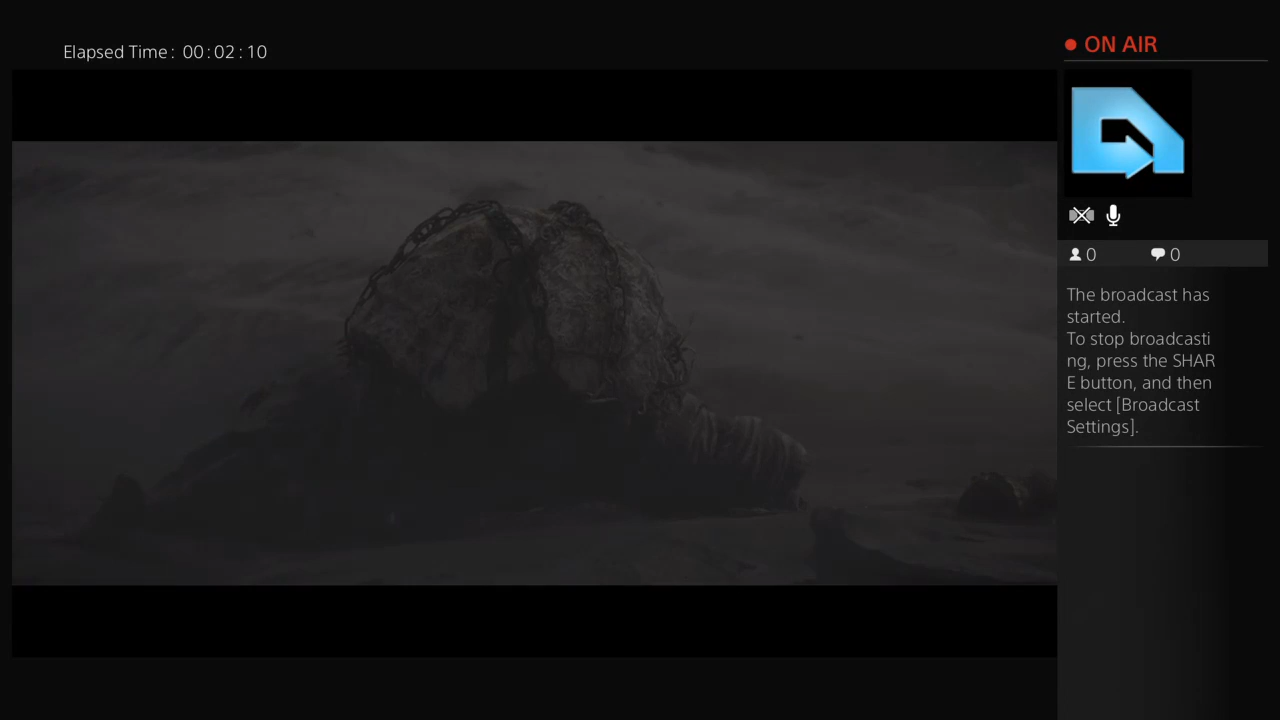 Elapsed Time: 00:02:10
ON AIR
0 0
The broadcast has
started.
To stop broadcasti
ng, press the SHAR
E button, and then
select [Broadcast
Settings].